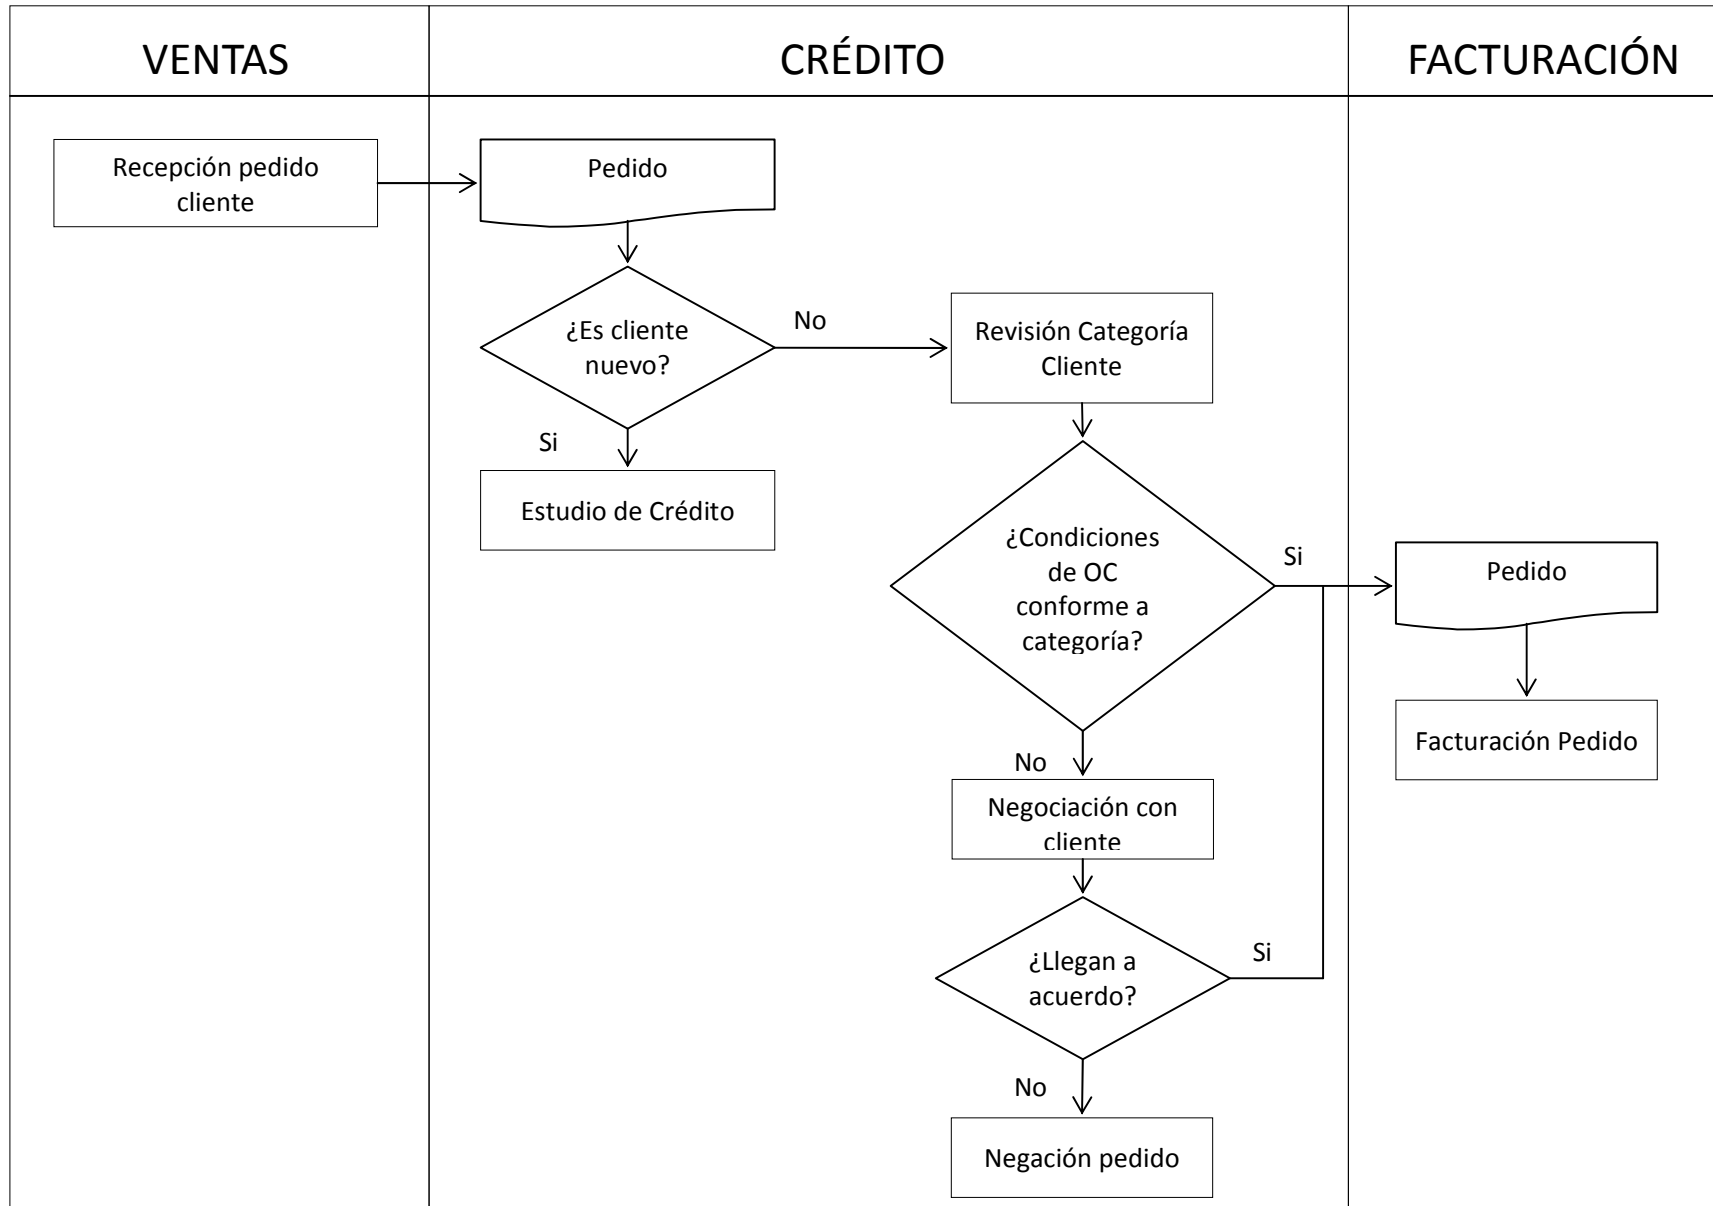 VENTAS
CRÉDITO
FACTURACIÓN
Recepción pedido
cliente
Pedido
¿Es cliente
nuevo?
No
Revisión Categoría
Cliente
Si
Estudio de Crédito
¿Condiciones
de OC
conforme a
categoría?
Si
Pedido
Facturación Pedido
No
Negociación con
cliente
¿Llegan a
acuerdo?
Si
No
Negación pedido